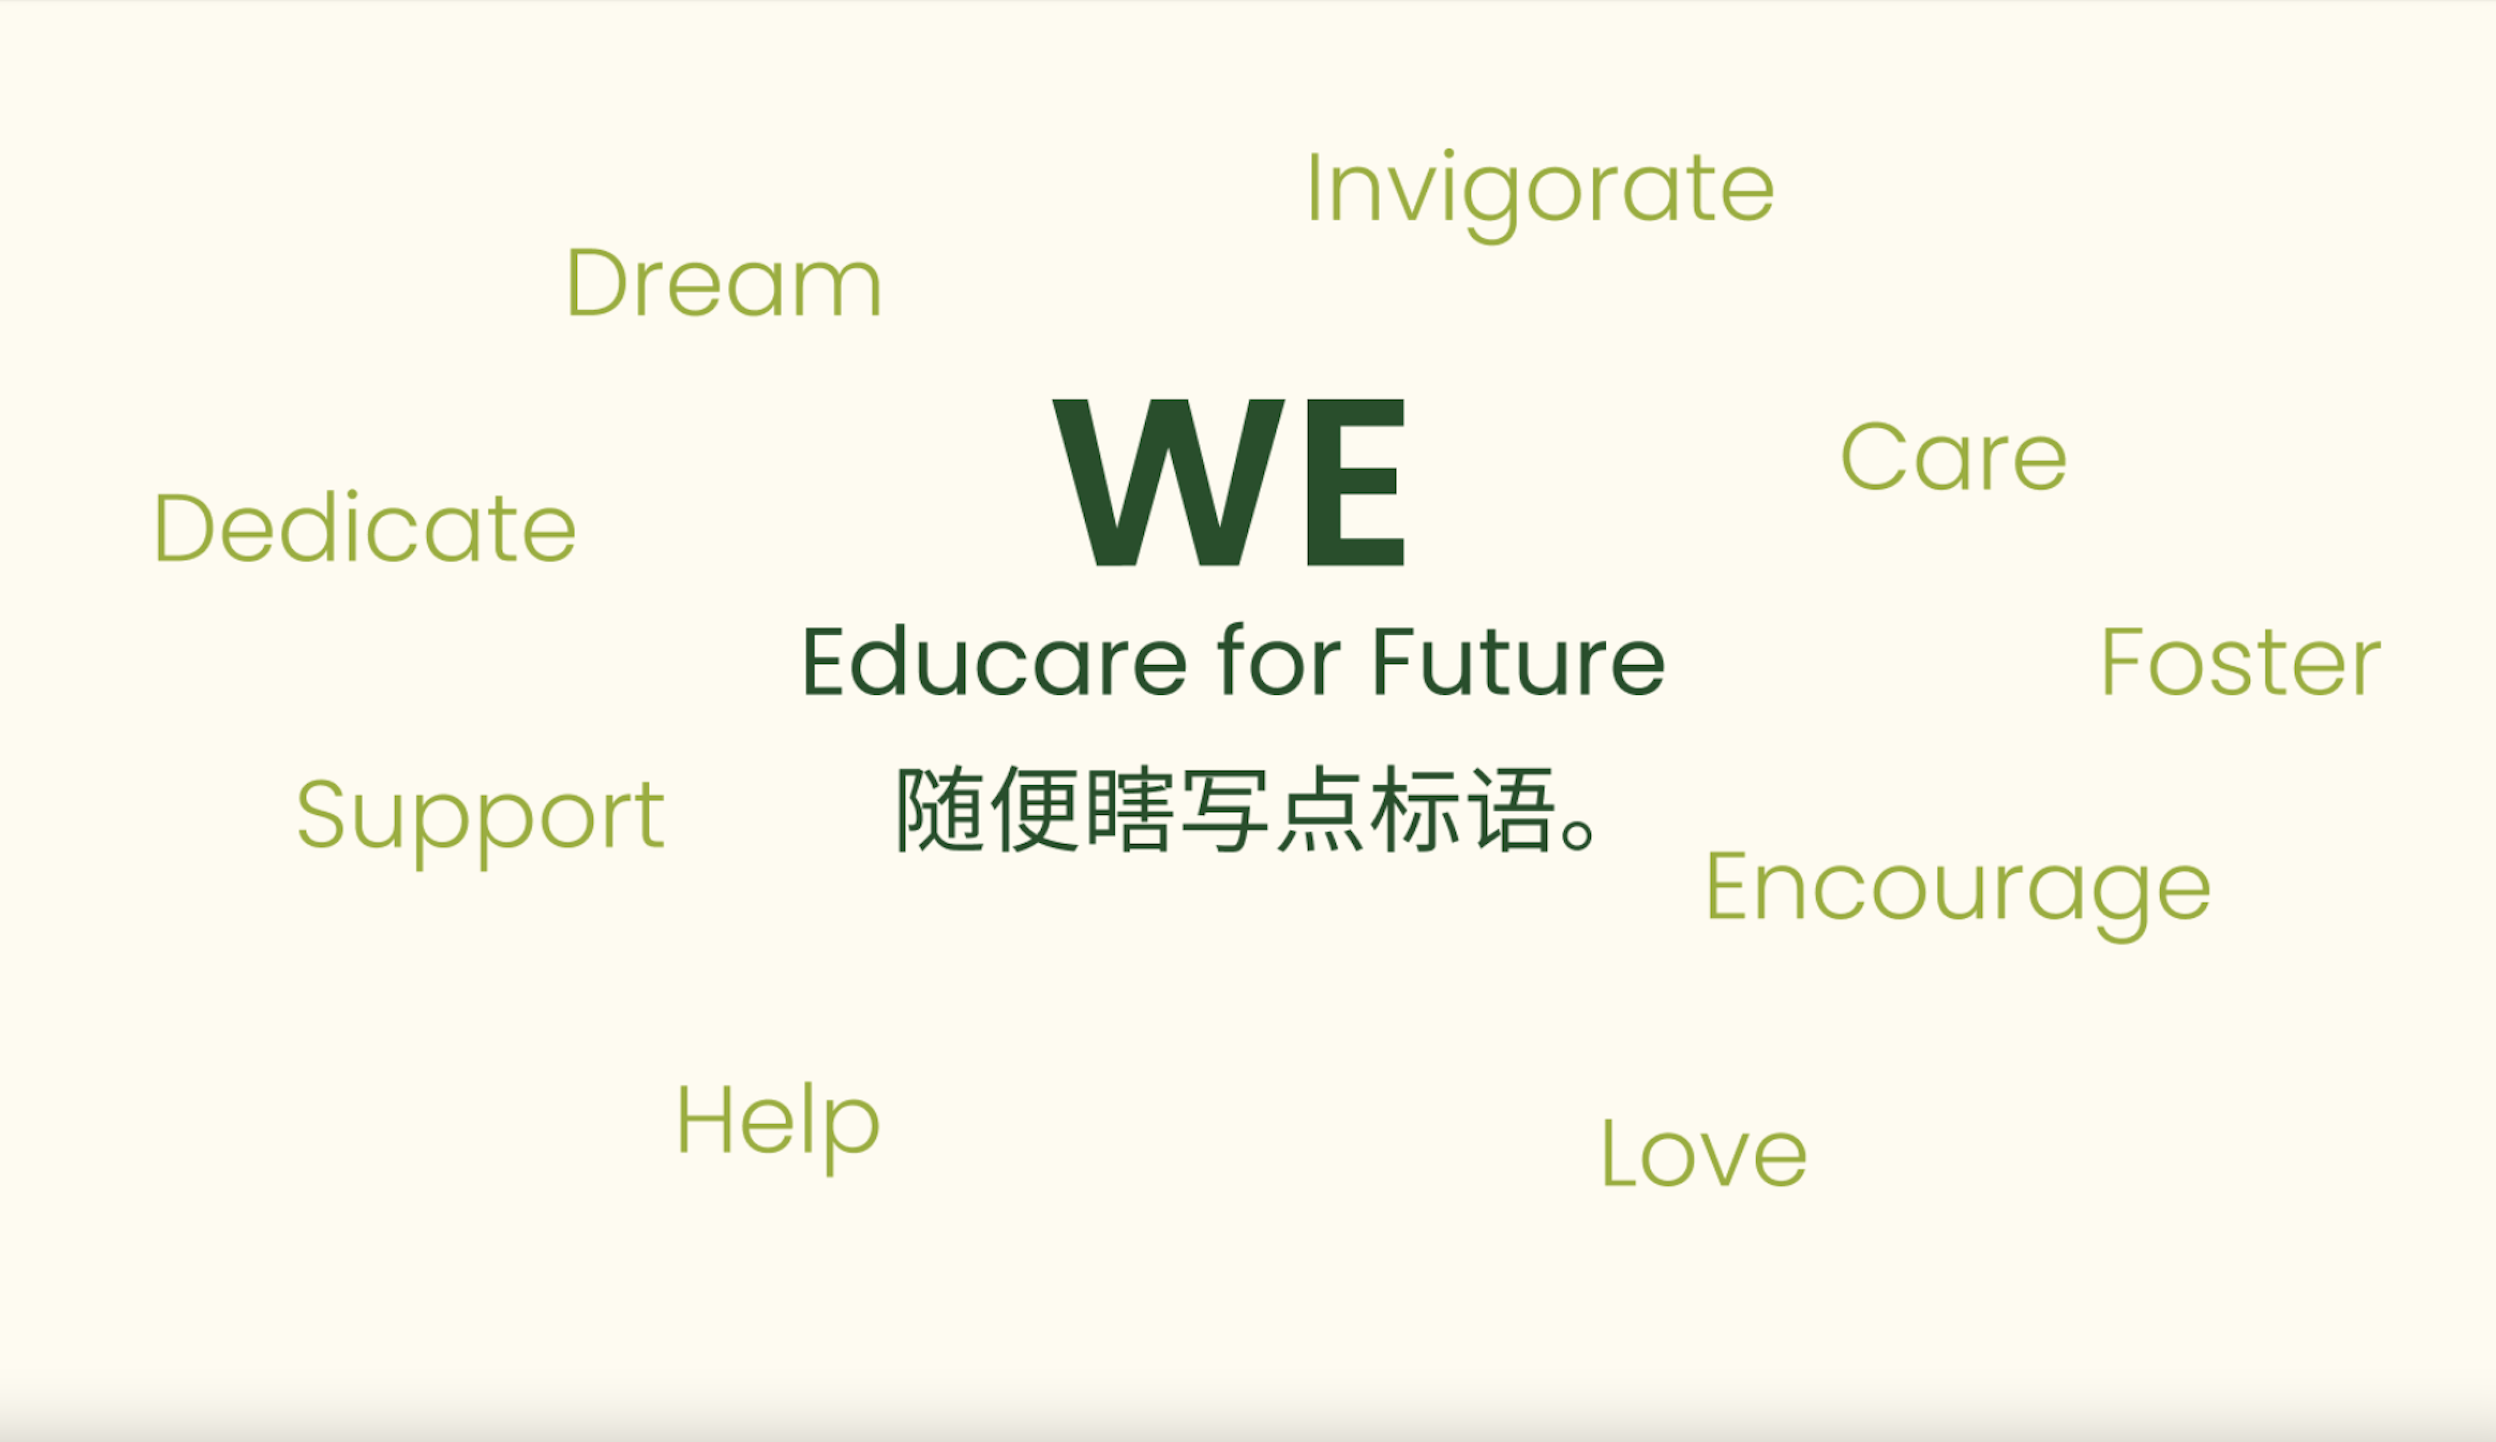 Invigorate
Dream
WE
Care
Dedicate
Educare for Future
Foster
Support
随便瞎写点标语。
Encourage
Help
Love